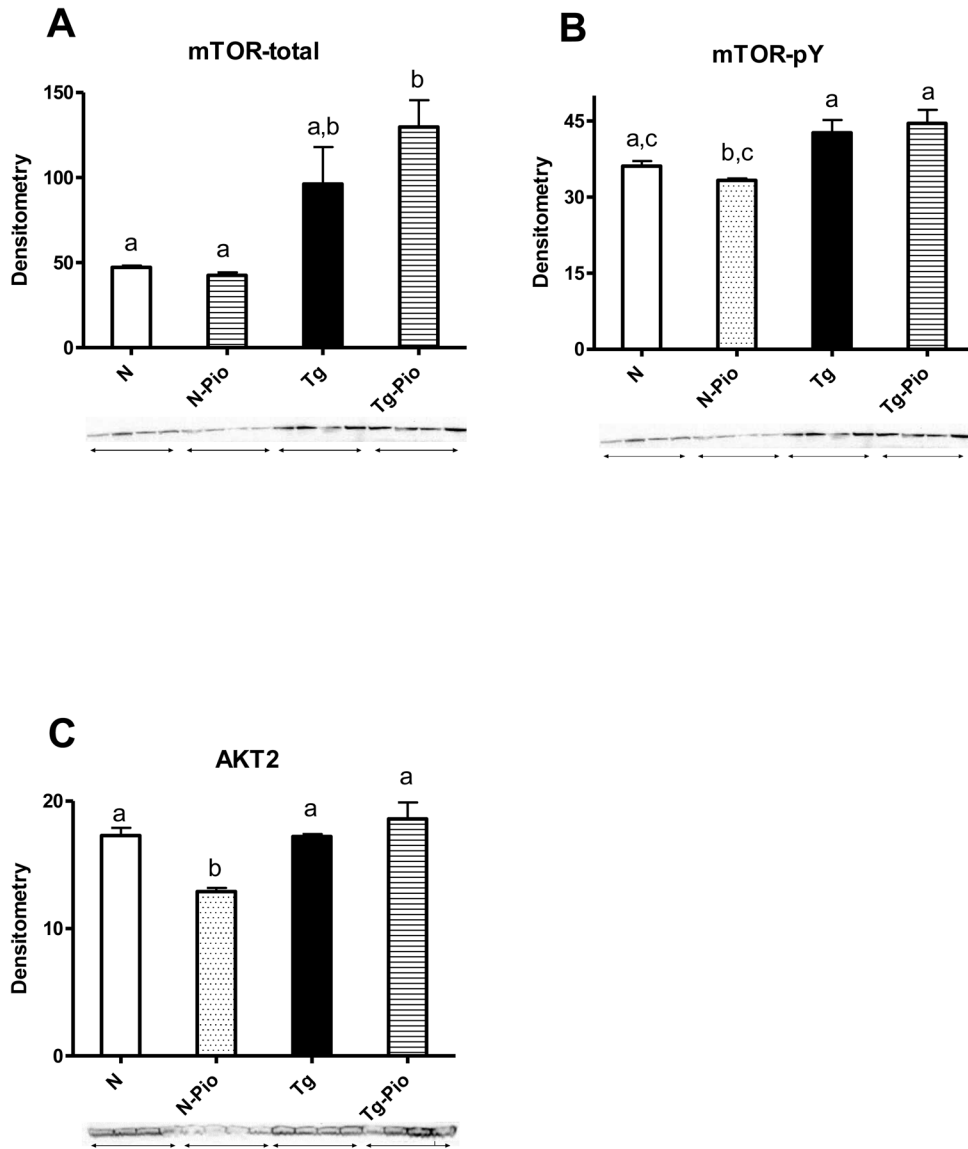 A
mTOR-total
Densitometry
150
100
50
0
a
a
a,b
b
N
N-Pio
Tg
Tg-Pio
B
mTOR-pY
Densitometry
45
30
15
0
a,c
b,c
a
a
N
N-Pio
Tg
Tg-Pio
C
AKT2
Densitometry
20
10
0
a
b
a
a
N
N-Pio
Tg
Tg-Pio